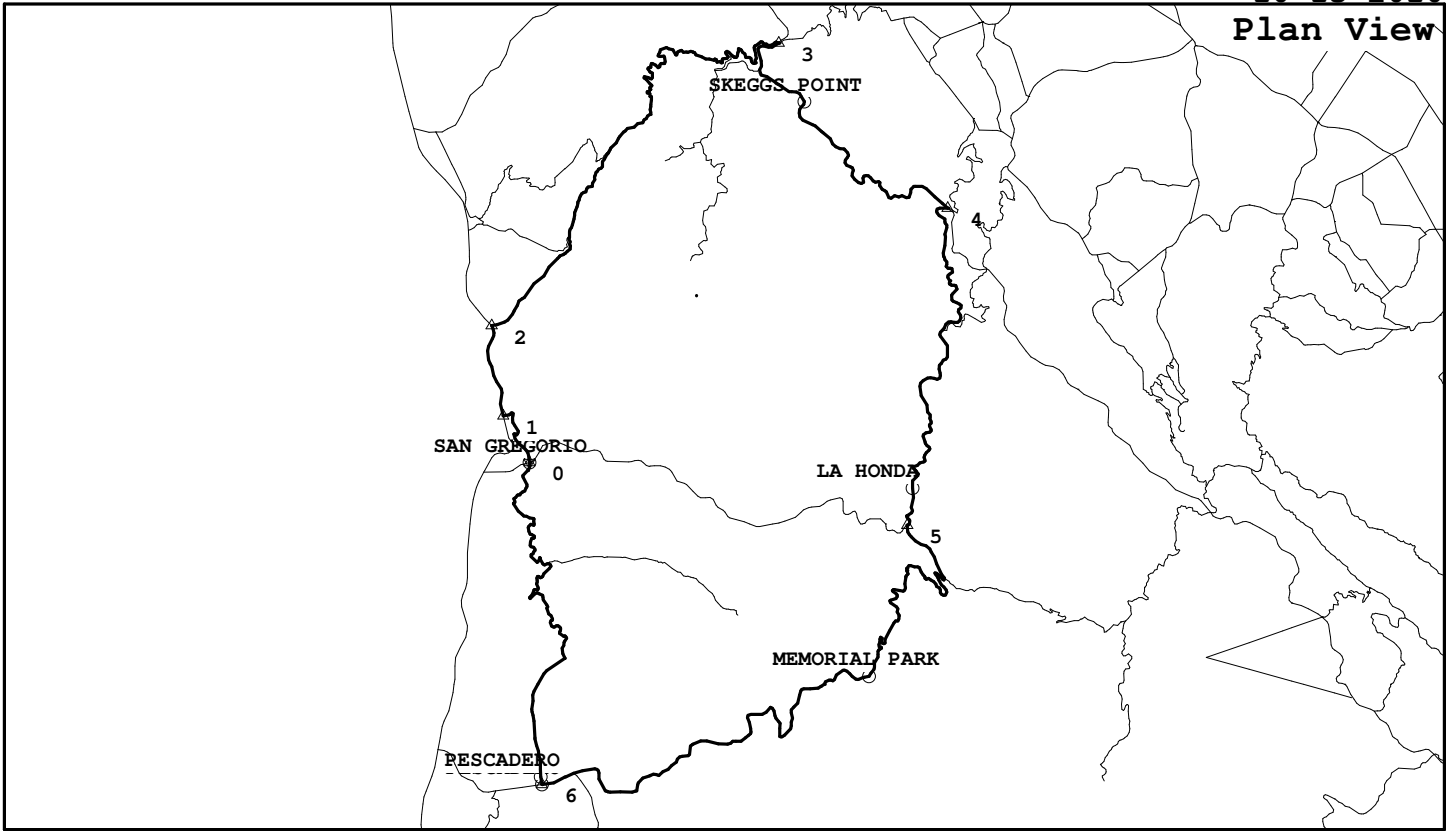 Plan View
3
SKEGGS POINT
4
2
1
SAN GREGORIO
0
LA HONDA
5
MEMORIAL PARK
PESCADERO
6